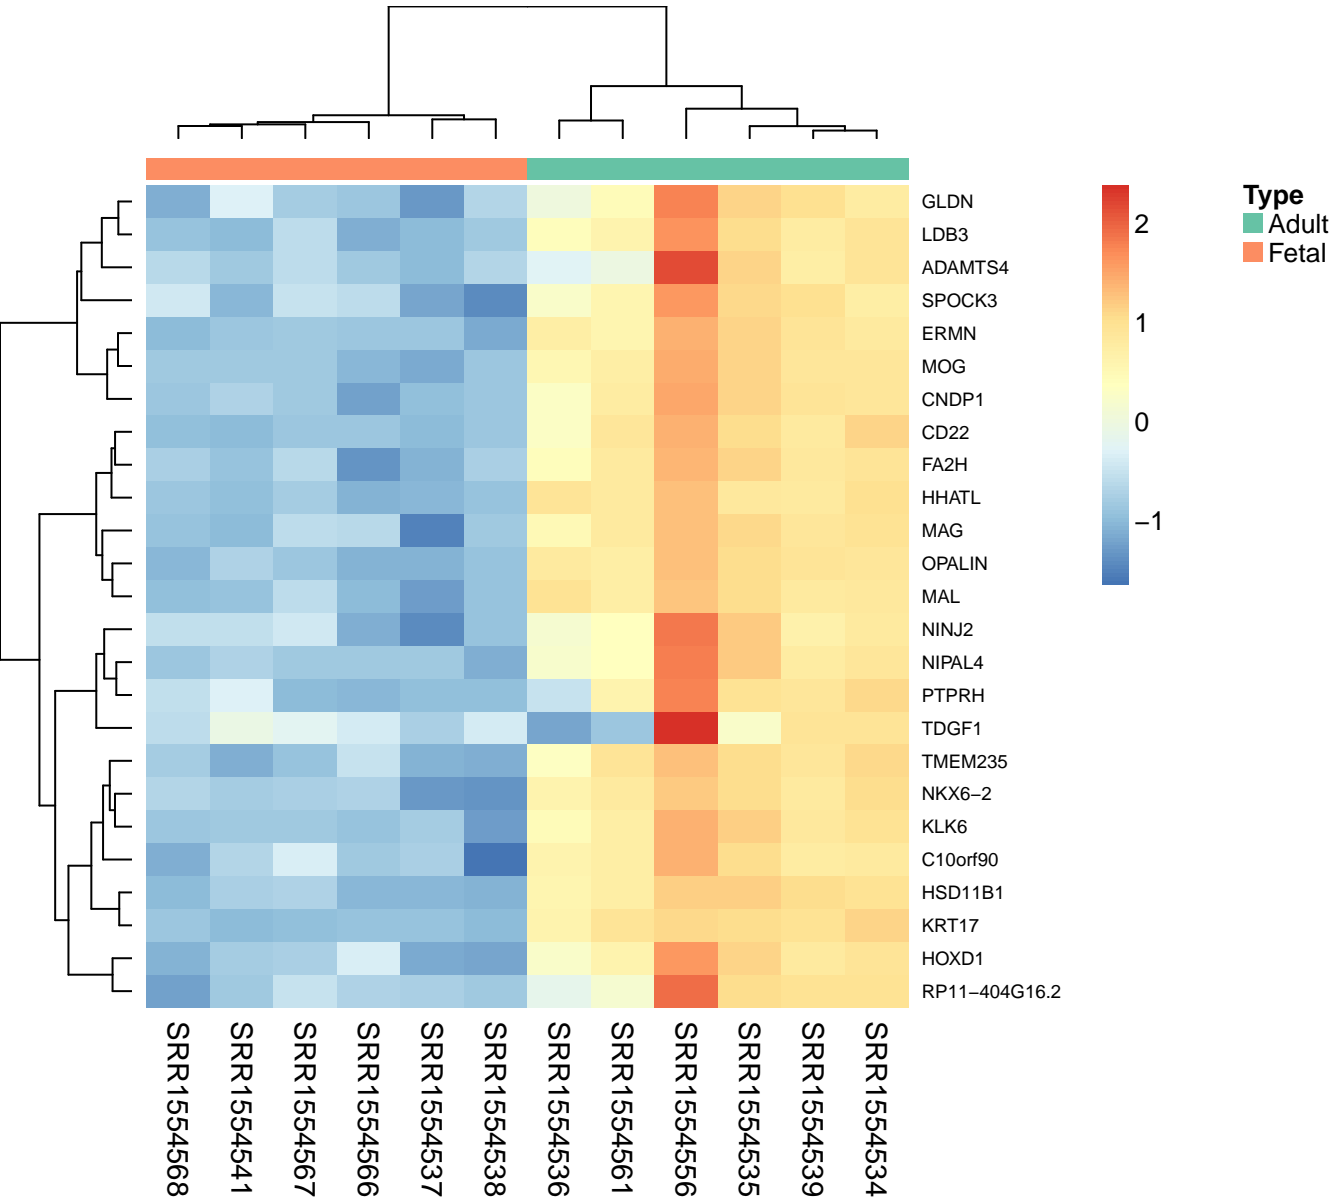 GLDN
LDB3
ADAMTS4
SPOCK3
ERMN
MOG
CNDP1
CD22
FA2H
HHATL
MAG
OPALIN
MAL
NINJ2
NIPAL4
PTPRH
TDGF1
TMEM235
NKX6−2
KLK6
C10orf90
HSD11B1
KRT17
HOXD1
RP11−404G16.2
SRR1554568
SRR1554541
SRR1554567
SRR1554566
SRR1554537
SRR1554538
SRR1554536
SRR1554561
SRR1554556
SRR1554535
SRR1554539
SRR1554534
2
1
0
−1
Type
Adult
Fetal